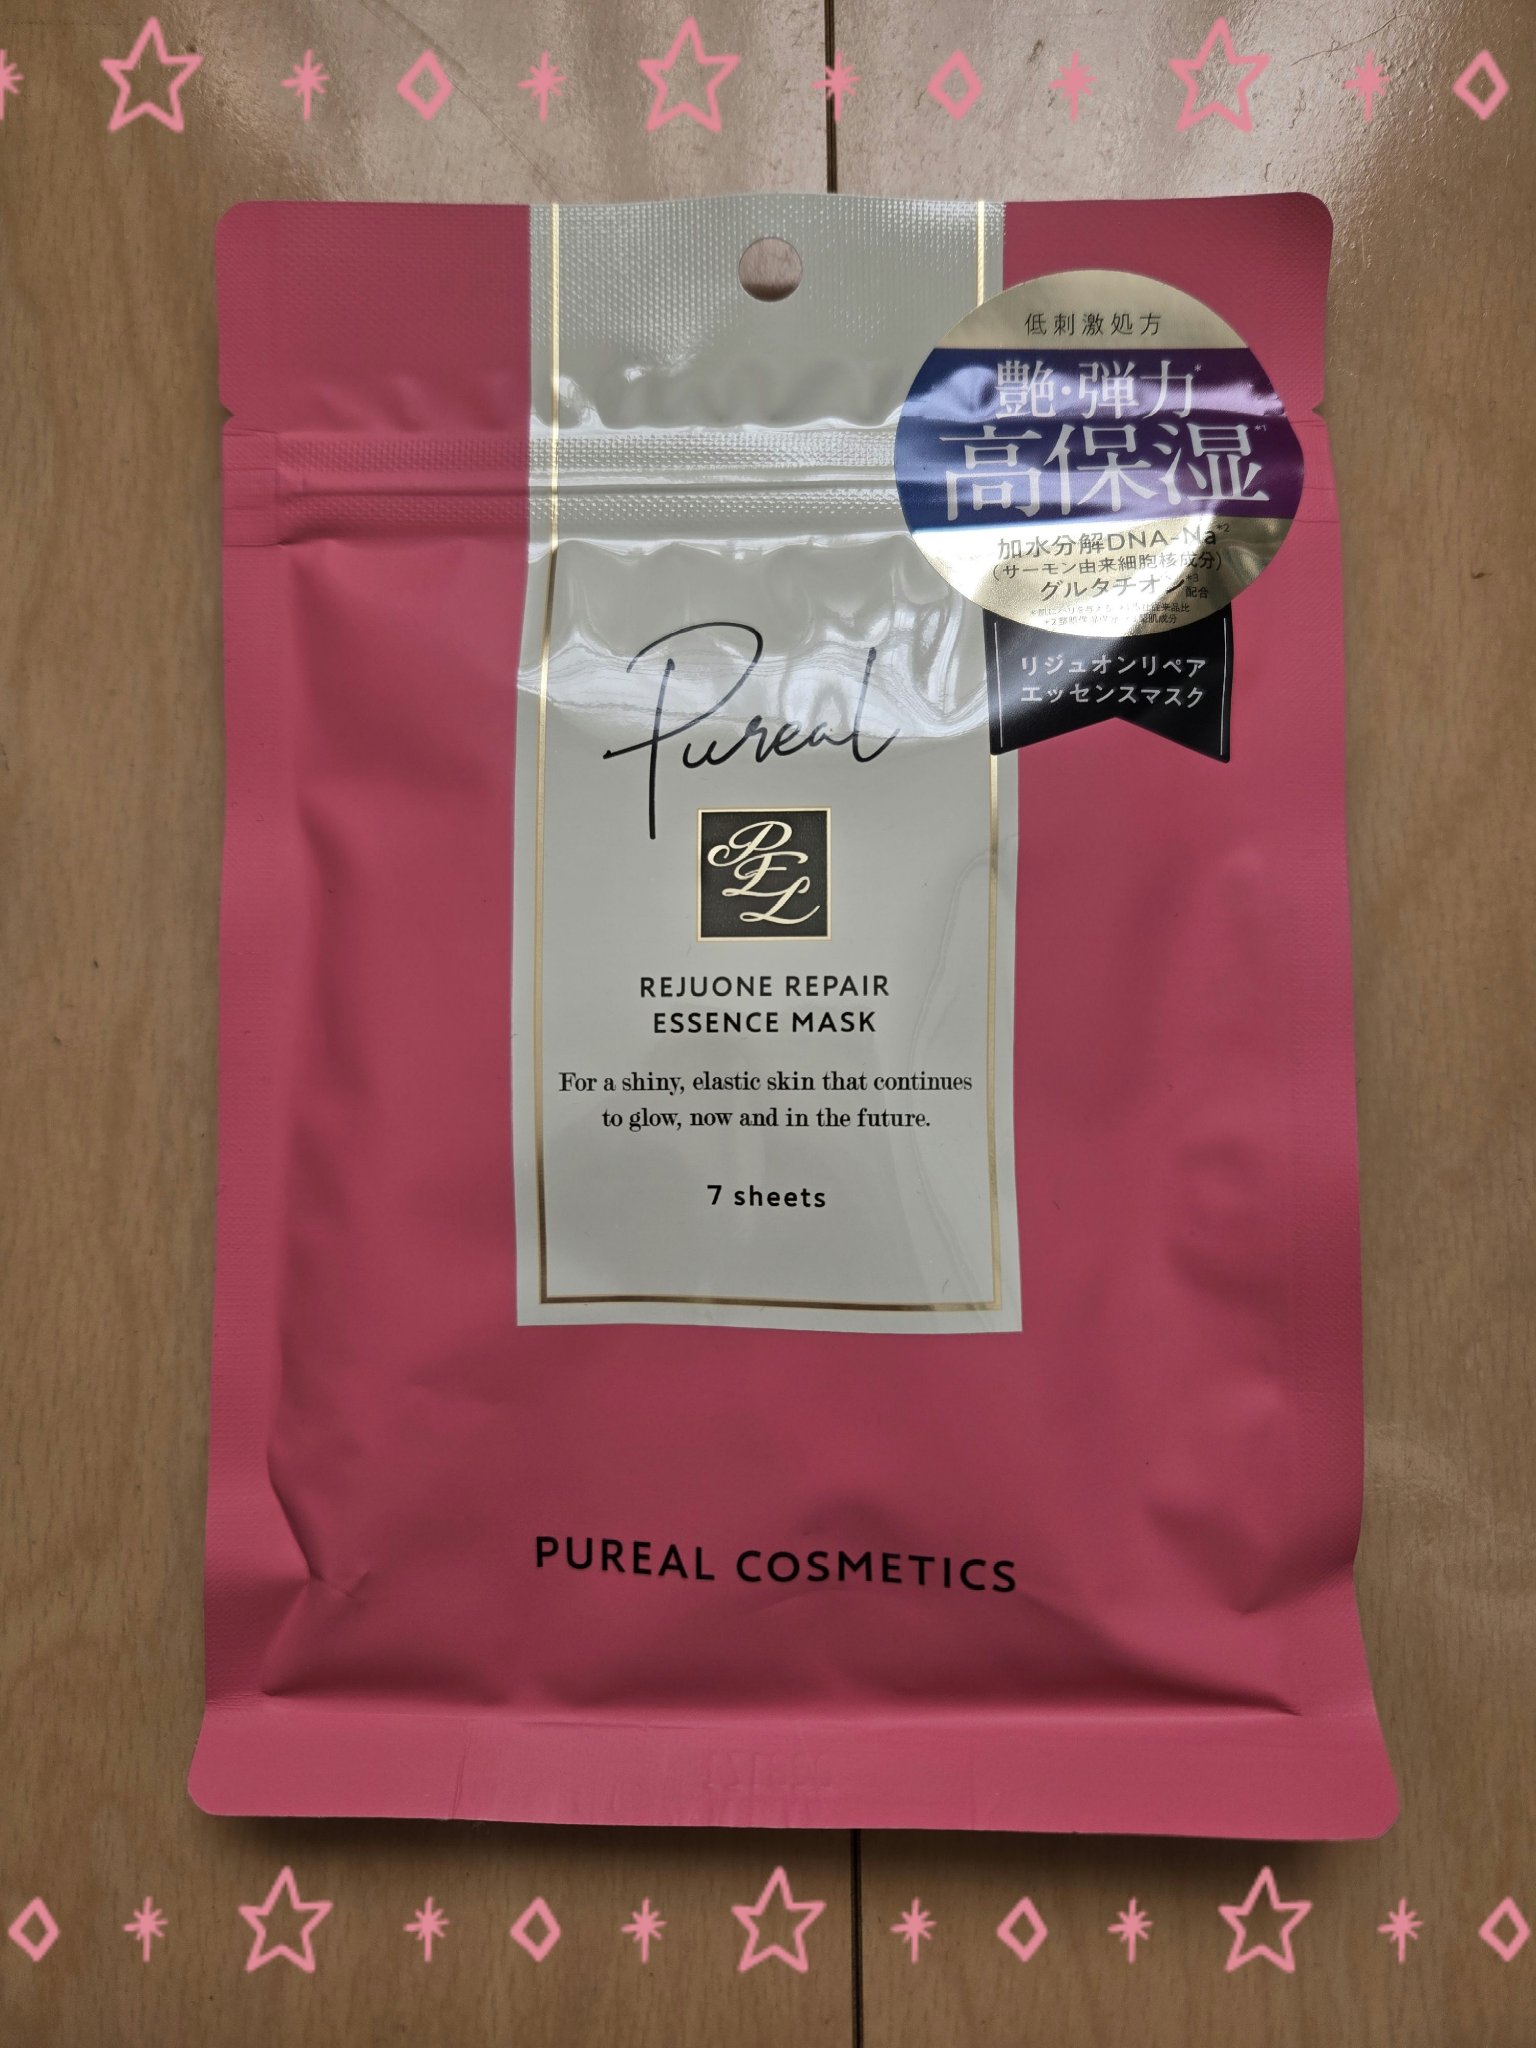 低刺激処方
艶・弾力*
高保湿*1
加水分解DNA-Na*2
(サーモン由来細胞核成分)
グルタチオン*3配合
リジュオンリペア
エッセンスマスク
Pureal
PEL
REJUONE REPAIR
ESSENCE MASK
For a shiny, elastic skin that continues
to glow, now and in the future.
7 sheets
PUREAL COSMETICS